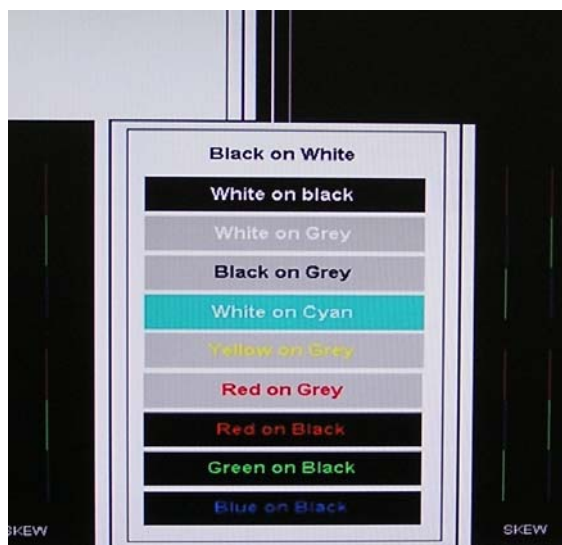 Black on White
White on black
White on Grey
Black on Grey
White on Cyan
Yellow on Grey
Red on Grey
Red on Black
Green on Black
Blue on Black
SKEW
SKEW